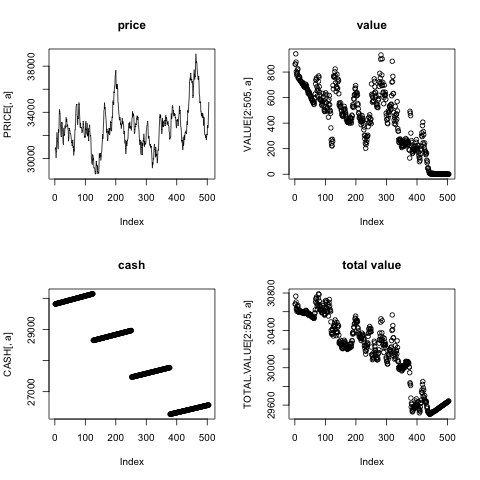 price
value
PRICE[, a]
30000 34000 38000
0 100 200 300 400 500
Index
VALUE[2:505, a]
0 200 400 600 800
0 100 200 300 400 500
Index
cash
total value
CASH[, a]
27000 29000
0 100 200 300 400 500
Index
TOTAL.VALUE[2:505, a]
29600 30000 30400 30800
0 100 200 300 400 500
Index